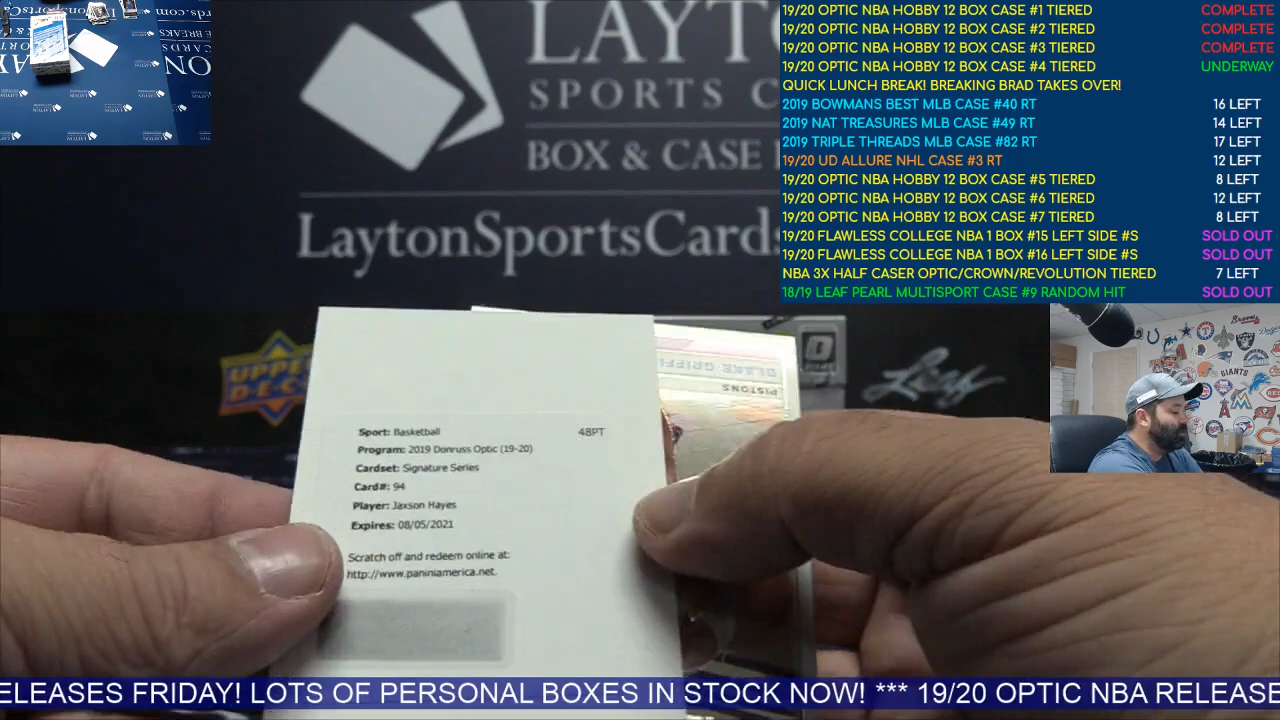 LAYTO
SPORTS C
BOX & CASE
LaytonSportsCards
19/20 OPTIC NBA HOBBY 12 BOX CASE #1 TIERED COMPLETE
19/20 OPTIC NBA HOBBY 12 BOX CASE #2 TIERED COMPLETE
19/20 OPTIC NBA HOBBY 12 BOX CASE #3 TIERED COMPLETE
19/20 OPTIC NBA HOBBY 12 BOX CASE #4 TIERED UNDERWAY
QUICK LUNCH BREAK! BREAKING BRAD TAKES OVER!
2019 BOWMANS BEST MLB CASE #40 RT 16 LEFT
2019 NAT TREASURES MLB CASE #49 RT 14 LEFT
2019 TRIPLE THREADS MLB CASE #82 RT 17 LEFT
19/20 UD ALLURE NHL CASE #3 RT 12 LEFT
19/20 OPTIC NBA HOBBY 12 BOX CASE #5 TIERED 8 LEFT
19/20 OPTIC NBA HOBBY 12 BOX CASE #6 TIERED 12 LEFT
19/20 OPTIC NBA HOBBY 12 BOX CASE #7 TIERED 8 LEFT
19/20 FLAWLESS COLLEGE NBA 1 BOX #15 LEFT SIDE #S SOLD OUT
19/20 FLAWLESS COLLEGE NBA 1 BOX #16 LEFT SIDE #S SOLD OUT
NBA 3X HALF CASER OPTIC/CROWN/REVOLUTION TIERED 7 LEFT
18/19 LEAF PEARL MULTISPORT CASE #9 RANDOM HIT SOLD OUT
UPPER
DEC
Leaf
Braves
GIANTS
BLAKE GRIFFI
PISTONS
Sport: Basketball 48PT
Program: 2019 Donruss Optic (19-20)
Cardset: Signature Series
Card#: 94
Player: Jaxson Hayes
Expires: 08/05/2021
Scratch off and redeem online at:
http://www.paniniamerica.net.
ELEASES FRIDAY! LOTS OF PERSONAL BOXES IN STOCK NOW! *** 19/20 OPTIC NBA RELEASE